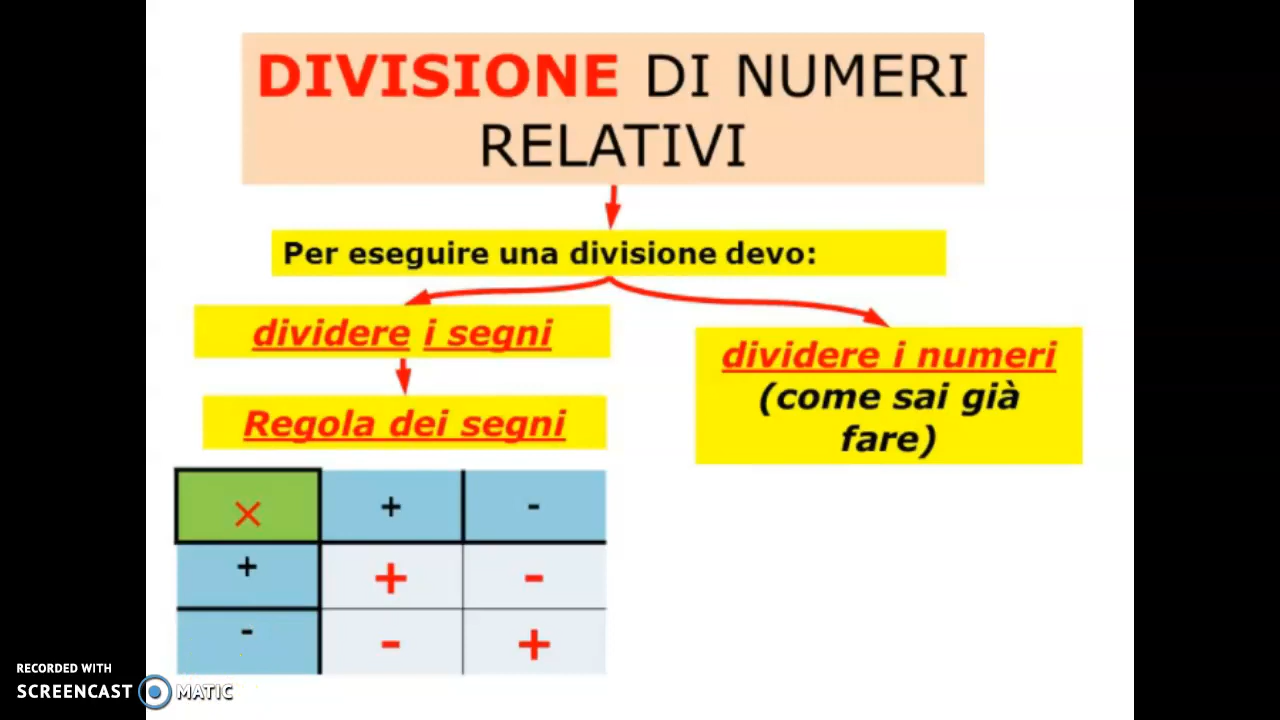 DIVISIONE DI NUMERI
RELATIVI
Per eseguire una divisione devo:
dividere i segni
dividere i numeri
(come sai già
fare)
Regola dei segni
× + -
+ + -
- - +
RECORDED WITH
SCREENCAST MATIC